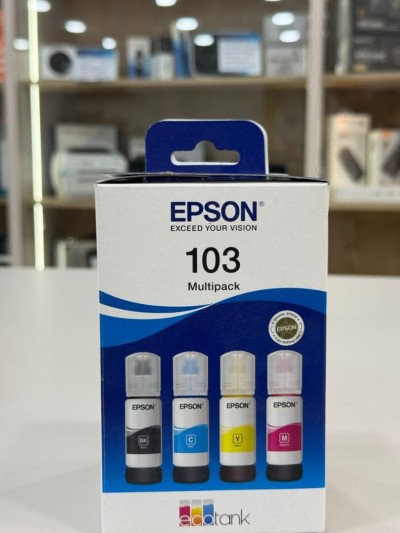 EPSON®
EXCEED YOUR VISION
103
Multipack
EPSON
EPSON EPSON EPSON EPSON
BK C Y M
ecotank